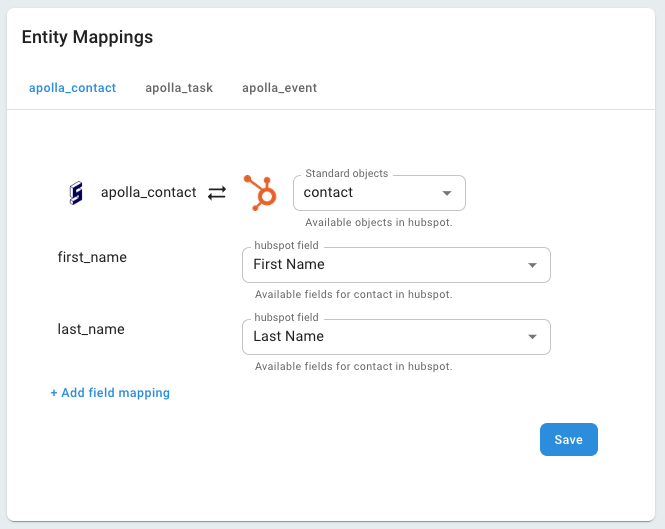 Entity Mappings
apolla_contact apolla_task apolla_event
Standard objects
apolla_contact contact
Available objects in hubspot.
hubspot field
first_name First Name
Available fields for contact in hubspot.
hubspot field
last_name Last Name
Available fields for contact in hubspot.
+ Add field mapping
Save